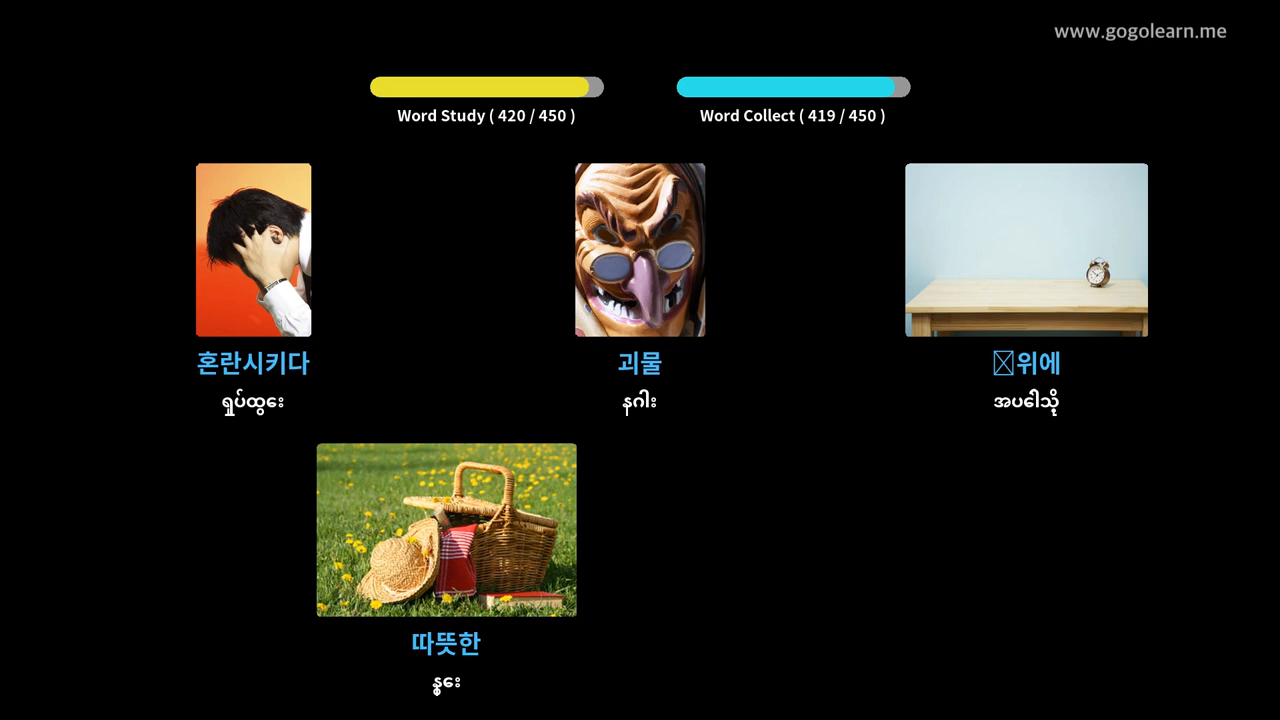 www.gogolearn.me
Word Study ( 420 / 450 )
Word Collect ( 419 / 450 )
혼란시키다
괴물
위에
ရှုပ်ထွေး
နဂါး
အပေါ်သို့
따뜻한
နွေး